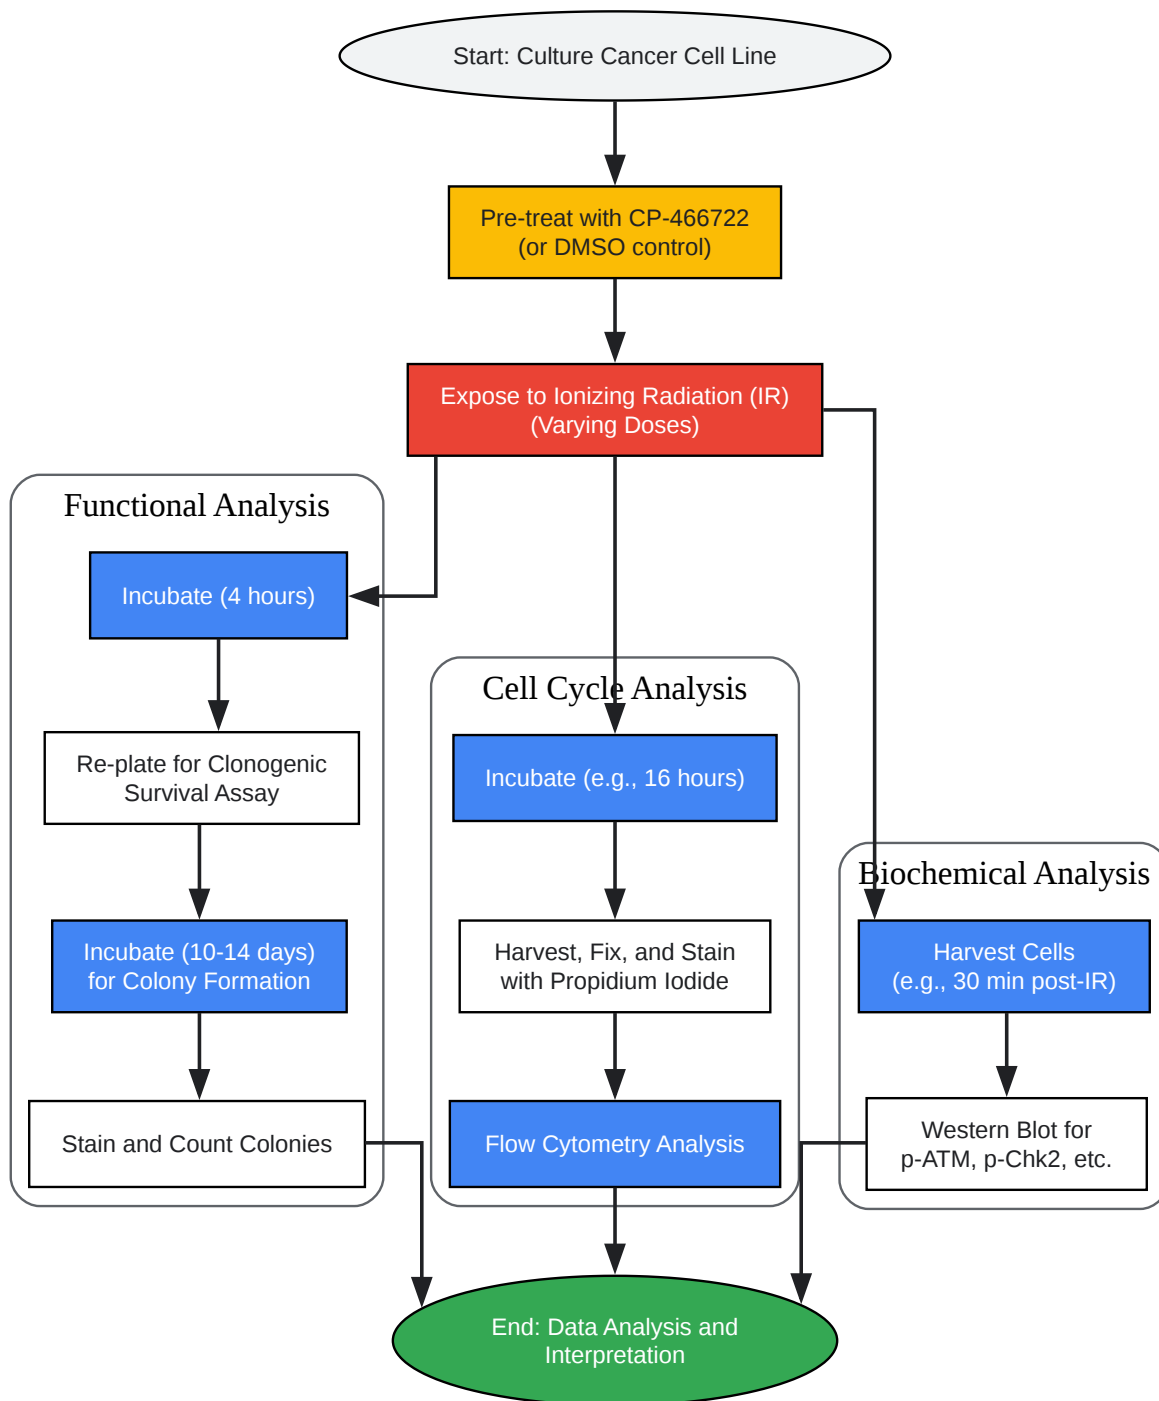 Start: Culture Cancer Cell Line
Pre-treat with CP-466722
(or DMSO control)
Expose to Ionizing Radiation (IR)
(Varying Doses)
Functional Analysis
Incubate (4 hours)
Re-plate for Clonogenic
Survival Assay
Incubate (10-14 days)
for Colony Formation
Stain and Count Colonies
Cell Cycle Analysis
Incubate (e.g., 16 hours)
Harvest, Fix, and Stain
with Propidium Iodide
Flow Cytometry Analysis
Biochemical Analysis
Harvest Cells
(e.g., 30 min post-IR)
Western Blot for
p-ATM, p-Chk2, etc.
End: Data Analysis and
Interpretation